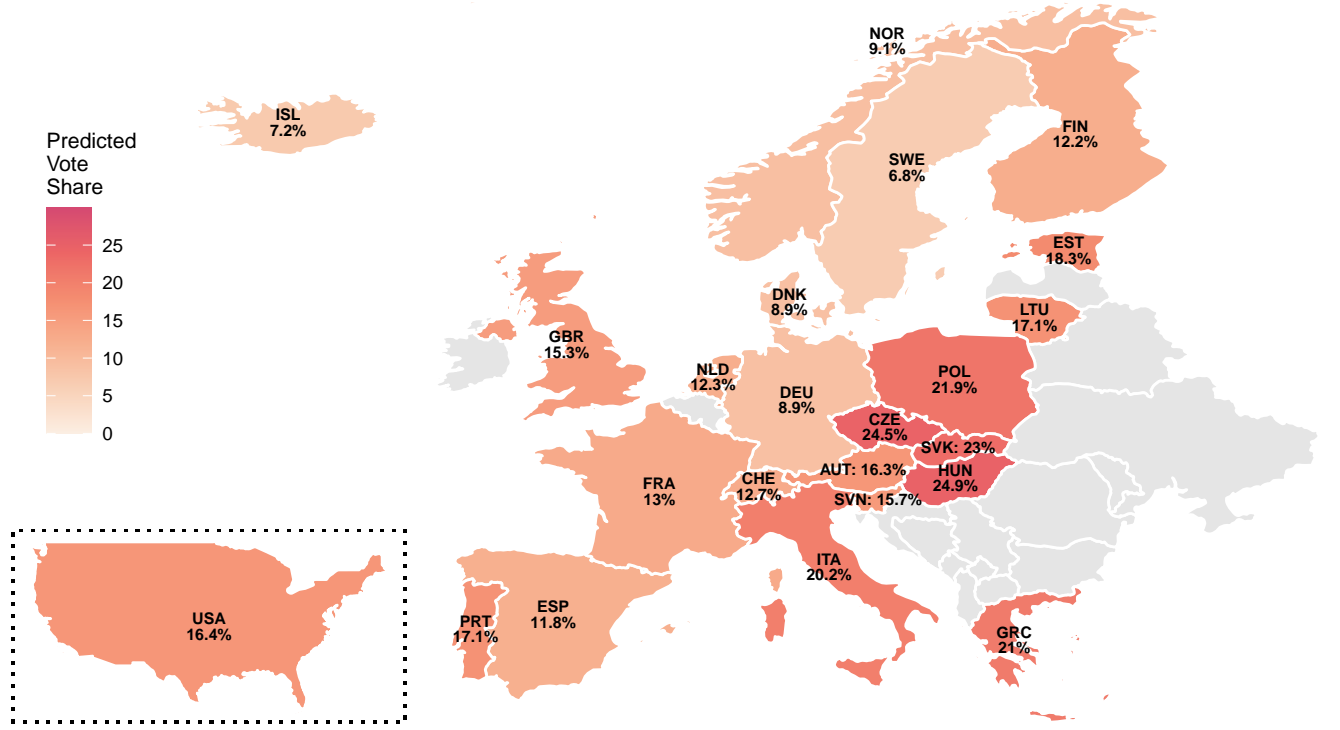 NOR
9.1%
ISL
7.2%
FIN
12.2%
Predicted
Vote
Share
SWE
6.8%
25
20
15
10
5
0
EST
18.3%
DNK
8.9%
LTU
17.1%
GBR
15.3%
NLD
12.3%
DEU
8.9%
POL
21.9%
CZE
24.5%
SVK: 23%
AUT: 16.3%
HUN
24.9%
FRA
13%
CHE
12.7%
SVN: 15.7%
ITA
20.2%
USA
16.4%
PRT
17.1%
ESP
11.8%
GRC
21%